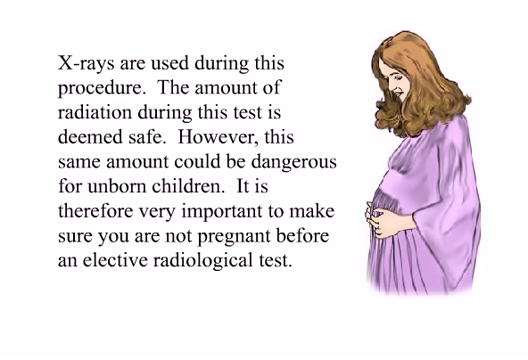 X-rays are used during this
procedure.  The amount of
radiation during this test is
deemed safe.  However, this
same amount could be dangerous
for unborn children.  It is
therefore very important to make
sure you are not pregnant before
an elective radiological test.